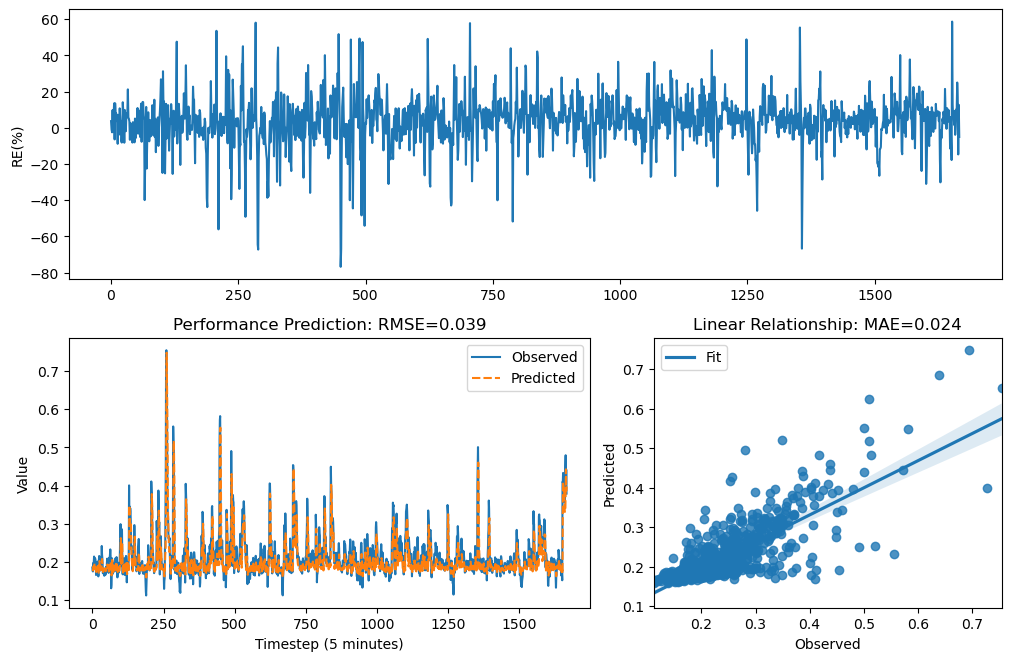 60
40
20
0
−20
−40
−60
−80
RE(%)
0 250 500 750 1000 1250 1500
Performance Prediction: RMSE=0.039
Observed
Predicted
0.7
0.6
0.5
0.4
0.3
0.2
0.1
Value
0 250 500 750 1000 1250 1500
Timestep (5 minutes)
Linear Relationship: MAE=0.024
Fit
0.7
0.6
0.5
0.4
0.3
0.2
0.1
Predicted
0.2 0.3 0.4 0.5 0.6 0.7
Observed